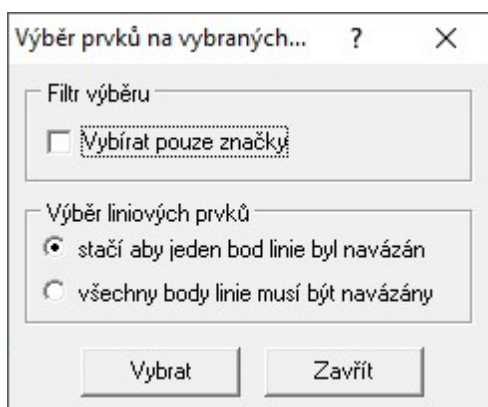 Výběr prvků na vybraných... ?
Filtr výběru
Vybírat pouze značky
Výběr liniových prvků
stačí aby jeden bod linie byl navázán
všechny body linie musí být navázány
Vybrat Zavřít